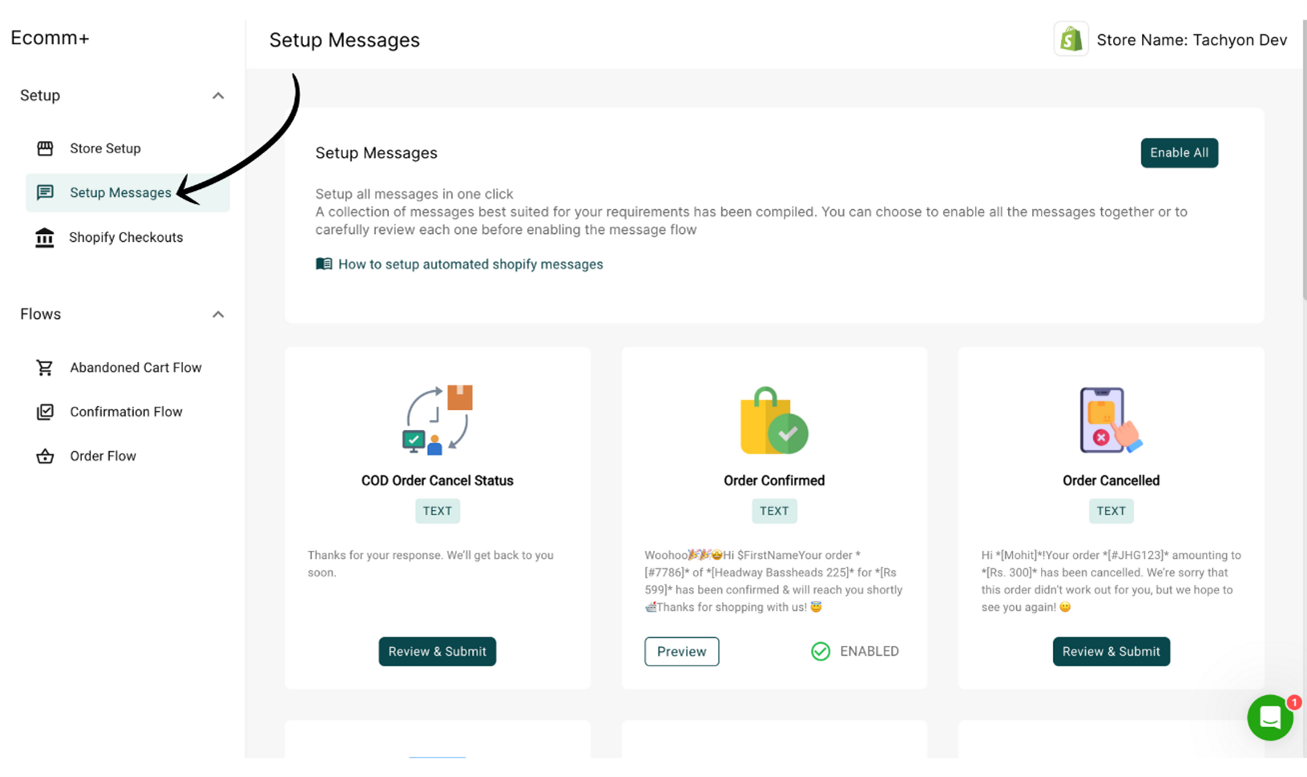 Ecomm+
Setup Messages
Store Name: Tachyon Dev
Setup
Store Setup
Setup Messages
Shopify Checkouts
Flows
Abandoned Cart Flow
Confirmation Flow
Order Flow
Setup Messages
Enable All
Setup all messages in one click
A collection of messages best suited for your requirements has been compiled. You can choose to enable all the messages together or to
carefully review each one before enabling the message flow
How to setup automated shopify messages
COD Order Cancel Status
TEXT
Thanks for your response. We'll get back to you
soon.
Review & Submit
Order Confirmed
TEXT
Woohoo🎉🎉🤩Hi $FirstNameYour order *
[#7786]* of *[Headway Bassheads 225]* for *[Rs
599]* has been confirmed & will reach you shortly
🚅Thanks for shopping with us! 😇
Preview
ENABLED
Order Cancelled
TEXT
Hi *[Mohit]*!Your order *[#JHG123]* amounting to
*[Rs. 300]* has been cancelled. We're sorry that
this order didn't work out for you, but we hope to
see you again! 😀
Review & Submit
1